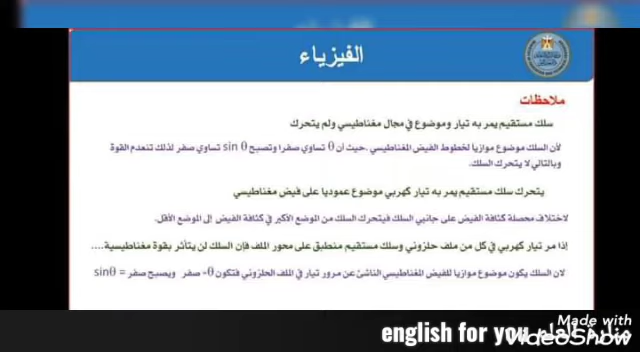 الفيزياء
ملاحظات
سلك مستقيم يمر به تيار وموضوع في مجال مغناطيسي ولم يتحرك
لأن السلك موضوع موازيا لخطوط الفيض المغناطيسي ،حيث أن θ تساوي صفرا وتصبح sin θ تساوي صفر لذلك تنعدم القوة
وبالتالي لا يتحرك السلك.
يتحرك سلك مستقيم يمر به تيار كهربي موضوع عموديا على فيض مغناطيسي
لاختلاف محصلة كثافة الفيض على جانبي السلك فيتحرك السلك من الموضع الأكبر في كثافة الفيض إلى الموضع الأقل.
إذا مر تيار كهربي في كل من ملف حلزوني وسلك مستقيم منطبق على محور الملف فإن السلك لن يتأثر بقوة مغناطيسية....
لان السلك يكون موضوع موازيا للفيض المغناطيسي الناشئ عن مرور تيار في الملف الحلزوني فتكون θ= صفر ويصبح صفر = sinθ
Made with
english for you منارة العلم
VideoShow